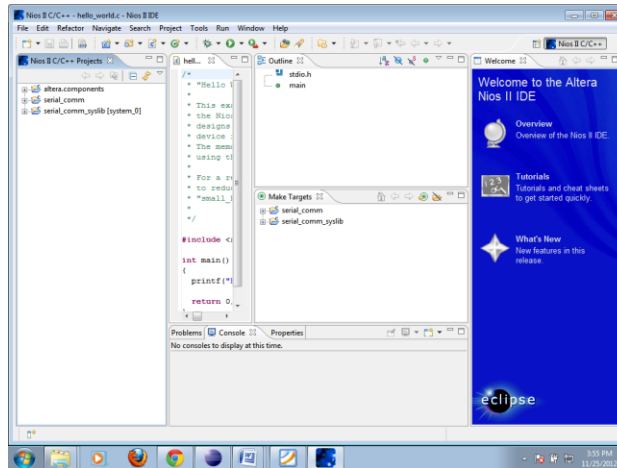 Nios II C/C++ - hello_world.c - Nios II IDE
File Edit Refactor Navigate Search Project Tools Run Window Help
Nios II C/C++
Nios II C/C++ Projects
altera.components
serial_comm
serial_comm_syslib [system_0]
hell...
/*
* "Hello
*
* This exa
* the Nios
* designs
* device
* The mem
* using th
*
* For a re
* to redu
* "small_
*
*/
#include <
int main()
{
printf("
return 0
Outline
stdio.h
main
Make Targets
serial_comm
serial_comm_syslib
Problems Console Properties
No consoles to display at this time.
Welcome
Welcome to the Altera
Nios II IDE
Overview
Overview of the Nios II IDE.
Tutorials
Tutorials and cheat sheets
to get started quickly.
What's New
New features in this
release.
eclipse
3:55 PM